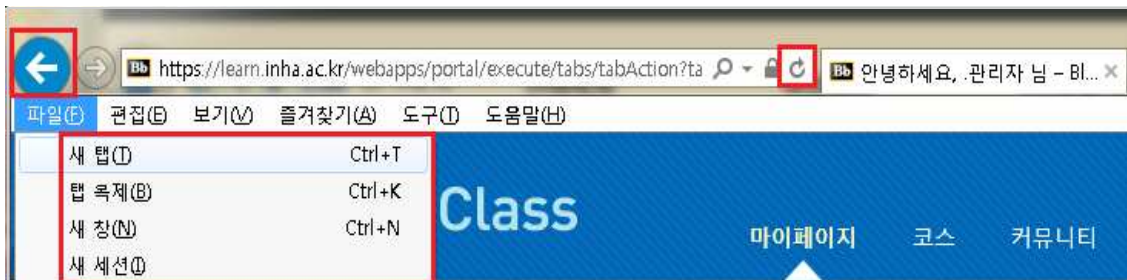 Bb https://learn.inha.ac.kr/webapps/portal/execute/tabs/tabAction?ta Bb 안녕하세요, .관리자 님 – Bl... ×
파일(F) 편집(E) 보기(V) 즐겨찾기(A) 도구(T) 도움말(H)
새 탭(T) Ctrl+T
탭 복제(B) Ctrl+K
새 창(N) Ctrl+N
새 세션(I)
Class
마이페이지 코스 커뮤니티